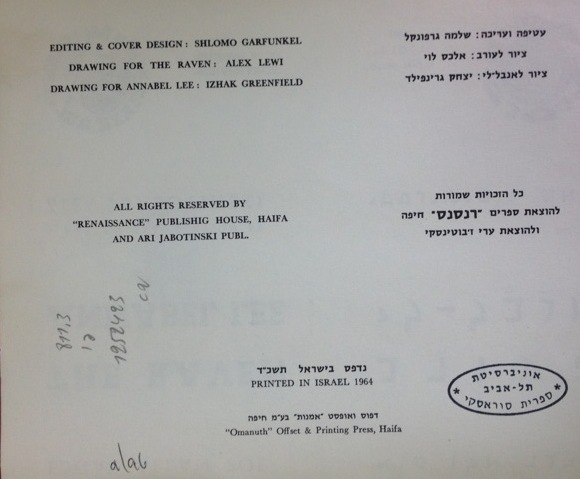 EDITING & COVER DESIGN: SHLOMO GARFUNKEL
DRAWING FOR THE RAVEN: ALEX LEWI
DRAWING FOR ANNABEL LEE: IZHAK GREENFIELD
עטיפה ועריכה: שלמה גרפונקל
ציור לעורב: אלכס לוי
ציור לאנבל־לי: יצחק גרינפילד
ALL RIGHTS RESERVED BY
"RENAISSANCE" PUBLISHIG HOUSE, HAIFA
AND ARI JABOTINSKI PUBL.
כל הזכויות שמורות
להוצאת ספרים "רנסנס" חיפה
ולהוצאת ערי ז׳בוטינסקי
811.3
1252423
נדפס בישראל תשכ"ד
PRINTED IN ISRAEL 1964
אוניברסיטת
תל-אביב
* ספרית סוראסקי *
דפוס ואופסט "אמנות" בע"מ חיפה
"Omanuth" Offset & Printing Press, Haifa